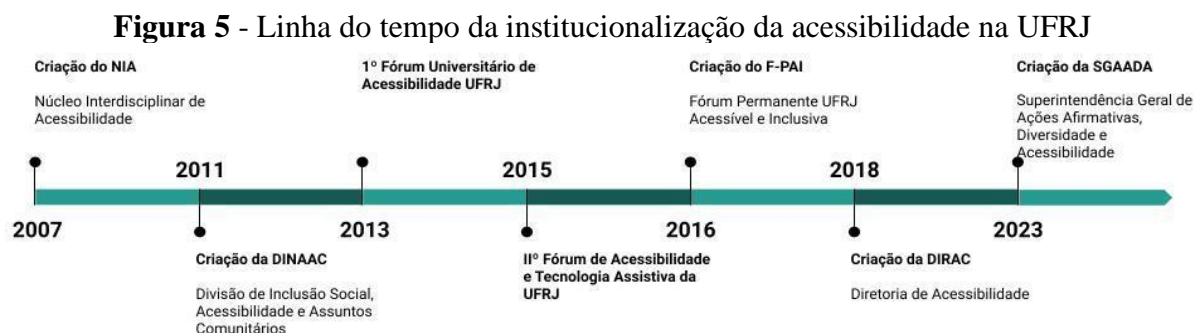 Figura 5 - Linha do tempo da institucionalização da acessibilidade na UFRJ
Criação do NIA
Núcleo Interdisciplinar de
Acessibilidade
1º Fórum Universitário de
Acessibilidade UFRJ
Criação do F-PAI
Fórum Permanente UFRJ
Acessível e Inclusiva
Criação da SGAADA
Superintendência Geral de
Ações Afirmativas,
Diversidade e
Acessibilidade
2011
2015
2018
2007
2013
2016
2023
Criação da DINAAC
Divisão de Inclusão Social,
Acessibilidade e Assuntos
Comunitários
IIº Fórum de Acessibilidade
e Tecnologia Assistiva da
UFRJ
Criação da DIRAC
Diretoria de Acessibilidade